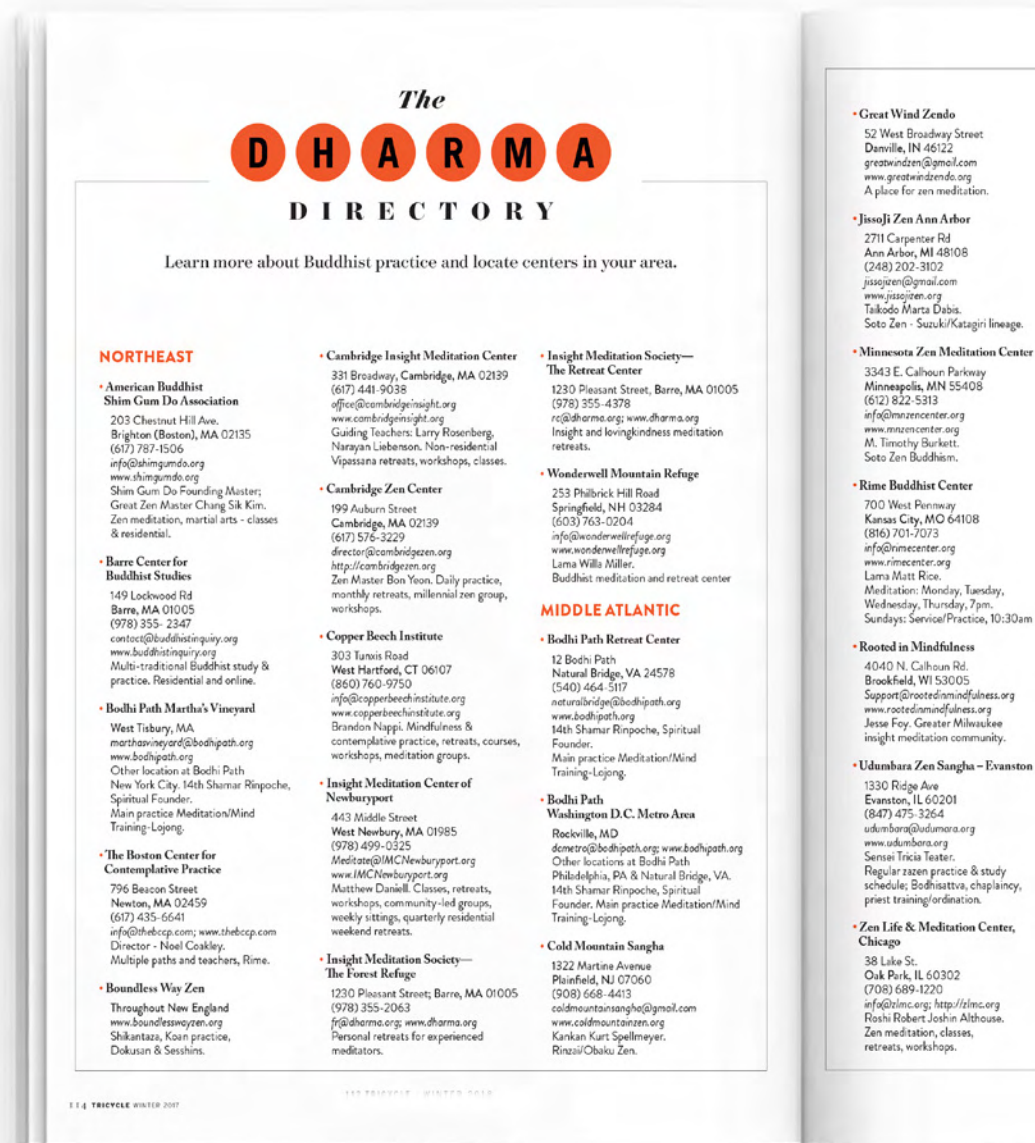 The
DHARMA
DIRECTORY
Learn more about Buddhist practice and locate centers in your area.
NORTHEAST
• American Buddhist
Shim Gum Do Association
203 Chestnut Hill Ave.
Brighton (Boston), MA 02135
(617) 787-1506
info@shimgumdo.org
www.shimgumdo.org
Shim Gum Do Founding Master;
Great Zen Master Chang Sik Kim.
Zen meditation, martial arts - classes
& residential.
• Barre Center for
Buddhist Studies
149 Lockwood Rd
Barre, MA 01005
(978) 355- 2347
contact@buddhistinquiry.org
www.buddhistinquiry.org
Multi-traditional Buddhist study &
practice. Residential and online.
• Bodhi Path Martha's Vineyard
West Tisbury, MA
marthasvineyard@bodhipath.org
www.bodhipath.org
Other location at Bodhi Path
New York City. 14th Shamar Rinpoche,
Spiritual Founder.
Main practice Meditation/Mind
Training-Lojong.
• The Boston Center for
Contemplative Practice
796 Beacon Street
Newton, MA 02459
(617) 435-6641
info@thebccp.com; www.thebccp.com
Director - Noel Coakley.
Multiple paths and teachers, Rime.
• Boundless Way Zen
Throughout New England
www.boundlesswayzen.org
Shikantaza, Koan practice,
Dokusan & Sesshins.
• Cambridge Insight Meditation Center
331 Broadway, Cambridge, MA 02139
(617) 441-9038
office@cambridgeinsight.org
www.cambridgeinsight.org
Guiding Teachers: Larry Rosenberg,
Narayan Liebenson. Non-residential
Vipassana retreats, workshops, classes.
• Cambridge Zen Center
199 Auburn Street
Cambridge, MA 02139
(617) 576-3229
director@cambridgezen.org
http://cambridgezen.org
Zen Master Bon Yeon. Daily practice,
monthly retreats, millennial zen group,
workshops.
• Copper Beech Institute
303 Tunxis Road
West Hartford, CT 06107
(860) 760-9750
info@copperbeechinstitute.org
www.copperbeechinstitute.org
Brandon Nappi. Mindfulness &
contemplative practice, retreats, courses,
workshops, meditation groups.
• Insight Meditation Center of
Newburyport
443 Middle Street
West Newbury, MA 01985
(978) 499-0325
Meditate@IMCNewburyport.org
www.IMCNewburyport.org
Matthew Daniell. Classes, retreats,
workshops, community-led groups,
weekly sittings, quarterly residential
weekend retreats.
• Insight Meditation Society—
The Forest Refuge
1230 Pleasant Street; Barre, MA 01005
(978) 355-2063
fr@dharma.org; www.dharma.org
Personal retreats for experienced
meditators.
• Insight Meditation Society—
The Retreat Center
1230 Pleasant Street, Barre, MA 01005
(978) 355-4378
rc@dharma.org; www.dharma.org
Insight and lovingkindness meditation
retreats.
• Wonderwell Mountain Refuge
253 Philbrick Hill Road
Springfield, NH 03284
(603) 763-0204
info@wonderwellrefuge.org
www.wonderwellrefuge.org
Lama Willa Miller.
Buddhist meditation and retreat center
MIDDLE ATLANTIC
• Bodhi Path Retreat Center
12 Bodhi Path
Natural Bridge, VA 24578
(540) 464-5117
naturalbridge@bodhipath.org
www.bodhipath.org
14th Shamar Rinpoche, Spiritual
Founder.
Main practice Meditation/Mind
Training-Lojong.
• Bodhi Path
Washington D.C. Metro Area
Rockville, MD
dcmetro@bodhipath.org; www.bodhipath.org
Other locations at Bodhi Path
Philadelphia, PA & Natural Bridge, VA.
14th Shamar Rinpoche, Spiritual
Founder. Main practice Meditation/Mind
Training-Lojong.
• Cold Mountain Sangha
1322 Martine Avenue
Plainfield, NJ 07060
(908) 668-4413
coldmountainsangha@gmail.com
www.coldmountainzen.org
Kankan Kurt Spellmeyer.
Rinzai/Obaku Zen.
114 TRICYCLE WINTER 2017
• Great Wind Zendo
52 West Broadway Street
Danville, IN 46122
greatwindzen@gmail.com
www.greatwindzendo.org
A place for zen meditation.
• JissoJi Zen Ann Arbor
2711 Carpenter Rd
Ann Arbor, MI 48108
(248) 202-3102
jissojizen@gmail.com
www.jissojizen.org
Taikodo Marta Dabis.
Soto Zen - Suzuki/Katagiri lineage.
• Minnesota Zen Meditation Center
3343 E. Calhoun Parkway
Minneapolis, MN 55408
(612) 822-5313
info@mnzencenter.org
www.mnzencenter.org
M. Timothy Burkett.
Soto Zen Buddhism.
• Rime Buddhist Center
700 West Pennway
Kansas City, MO 64108
(816) 701-7073
info@rimecenter.org
www.rimecenter.org
Lama Matt Rice.
Meditation: Monday, Tuesday,
Wednesday, Thursday, 7pm.
Sundays: Service/Practice, 10:30am
• Rooted in Mindfulness
4040 N. Calhoun Rd.
Brookfield, WI 53005
Support@rootedinmindfulness.org
www.rootedinmindfulness.org
Jesse Foy. Greater Milwaukee
insight meditation community.
• Udumbara Zen Sangha – Evanston
1330 Ridge Ave
Evanston, IL 60201
(847) 475-3264
udumbara@udumara.org
www.udumbara.org
Sensei Tricia Teater.
Regular zazen practice & study
schedule; Bodhisattva, chaplaincy,
priest training/ordination.
• Zen Life & Meditation Center,
Chicago
38 Lake St.
Oak Park, IL 60302
(708) 689-1220
info@zlmc.org; http://zlmc.org
Roshi Robert Joshin Althouse.
Zen meditation, classes,
retreats, workshops.